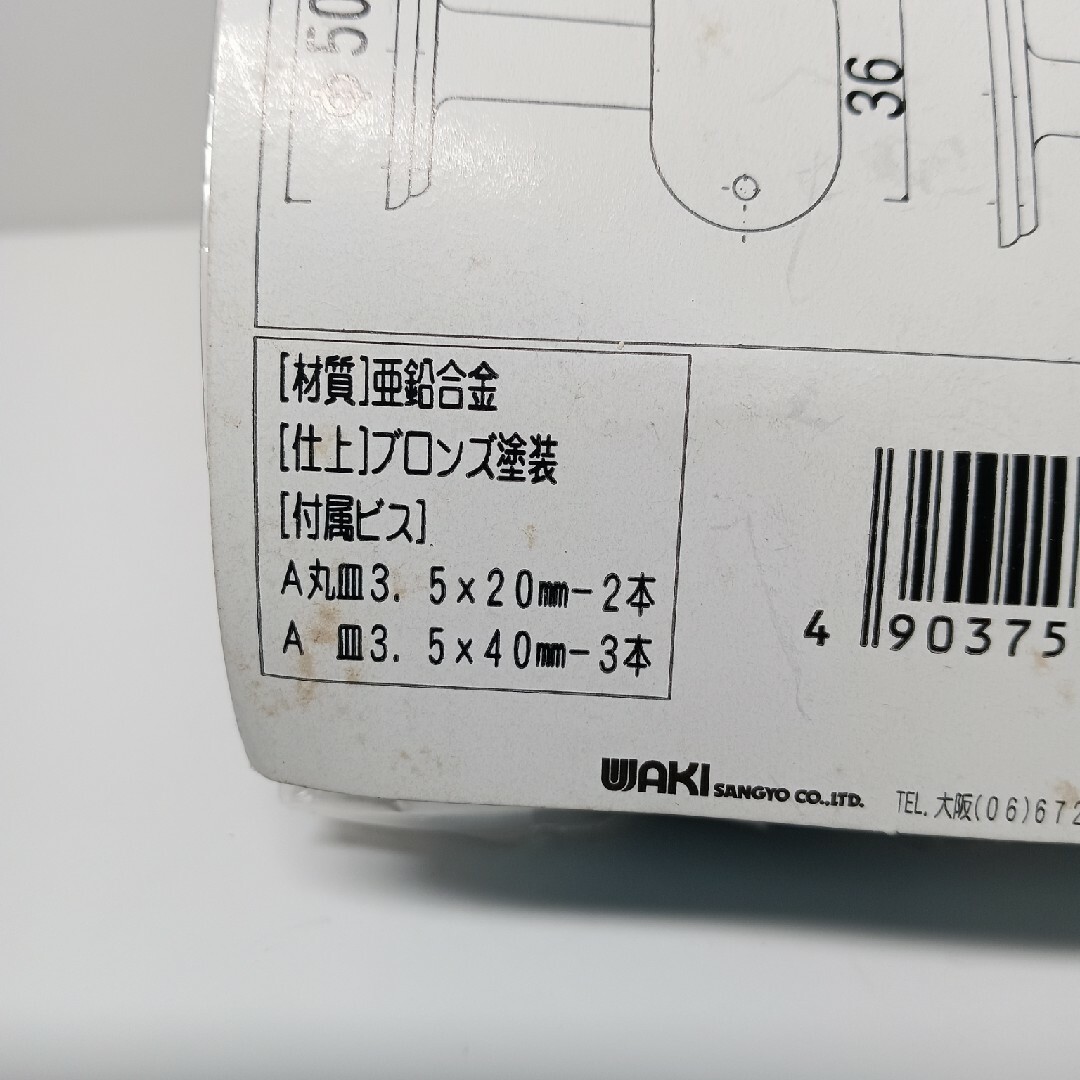 φ50
36
[材質]亜鉛合金
[仕上]ブロンズ塗装
[付属ビス]
A丸皿3.5×20mm-2本
A 皿3.5×40mm-3本
4 90375
WAKI SANGYO CO.,LTD.
TEL.大阪(06)672